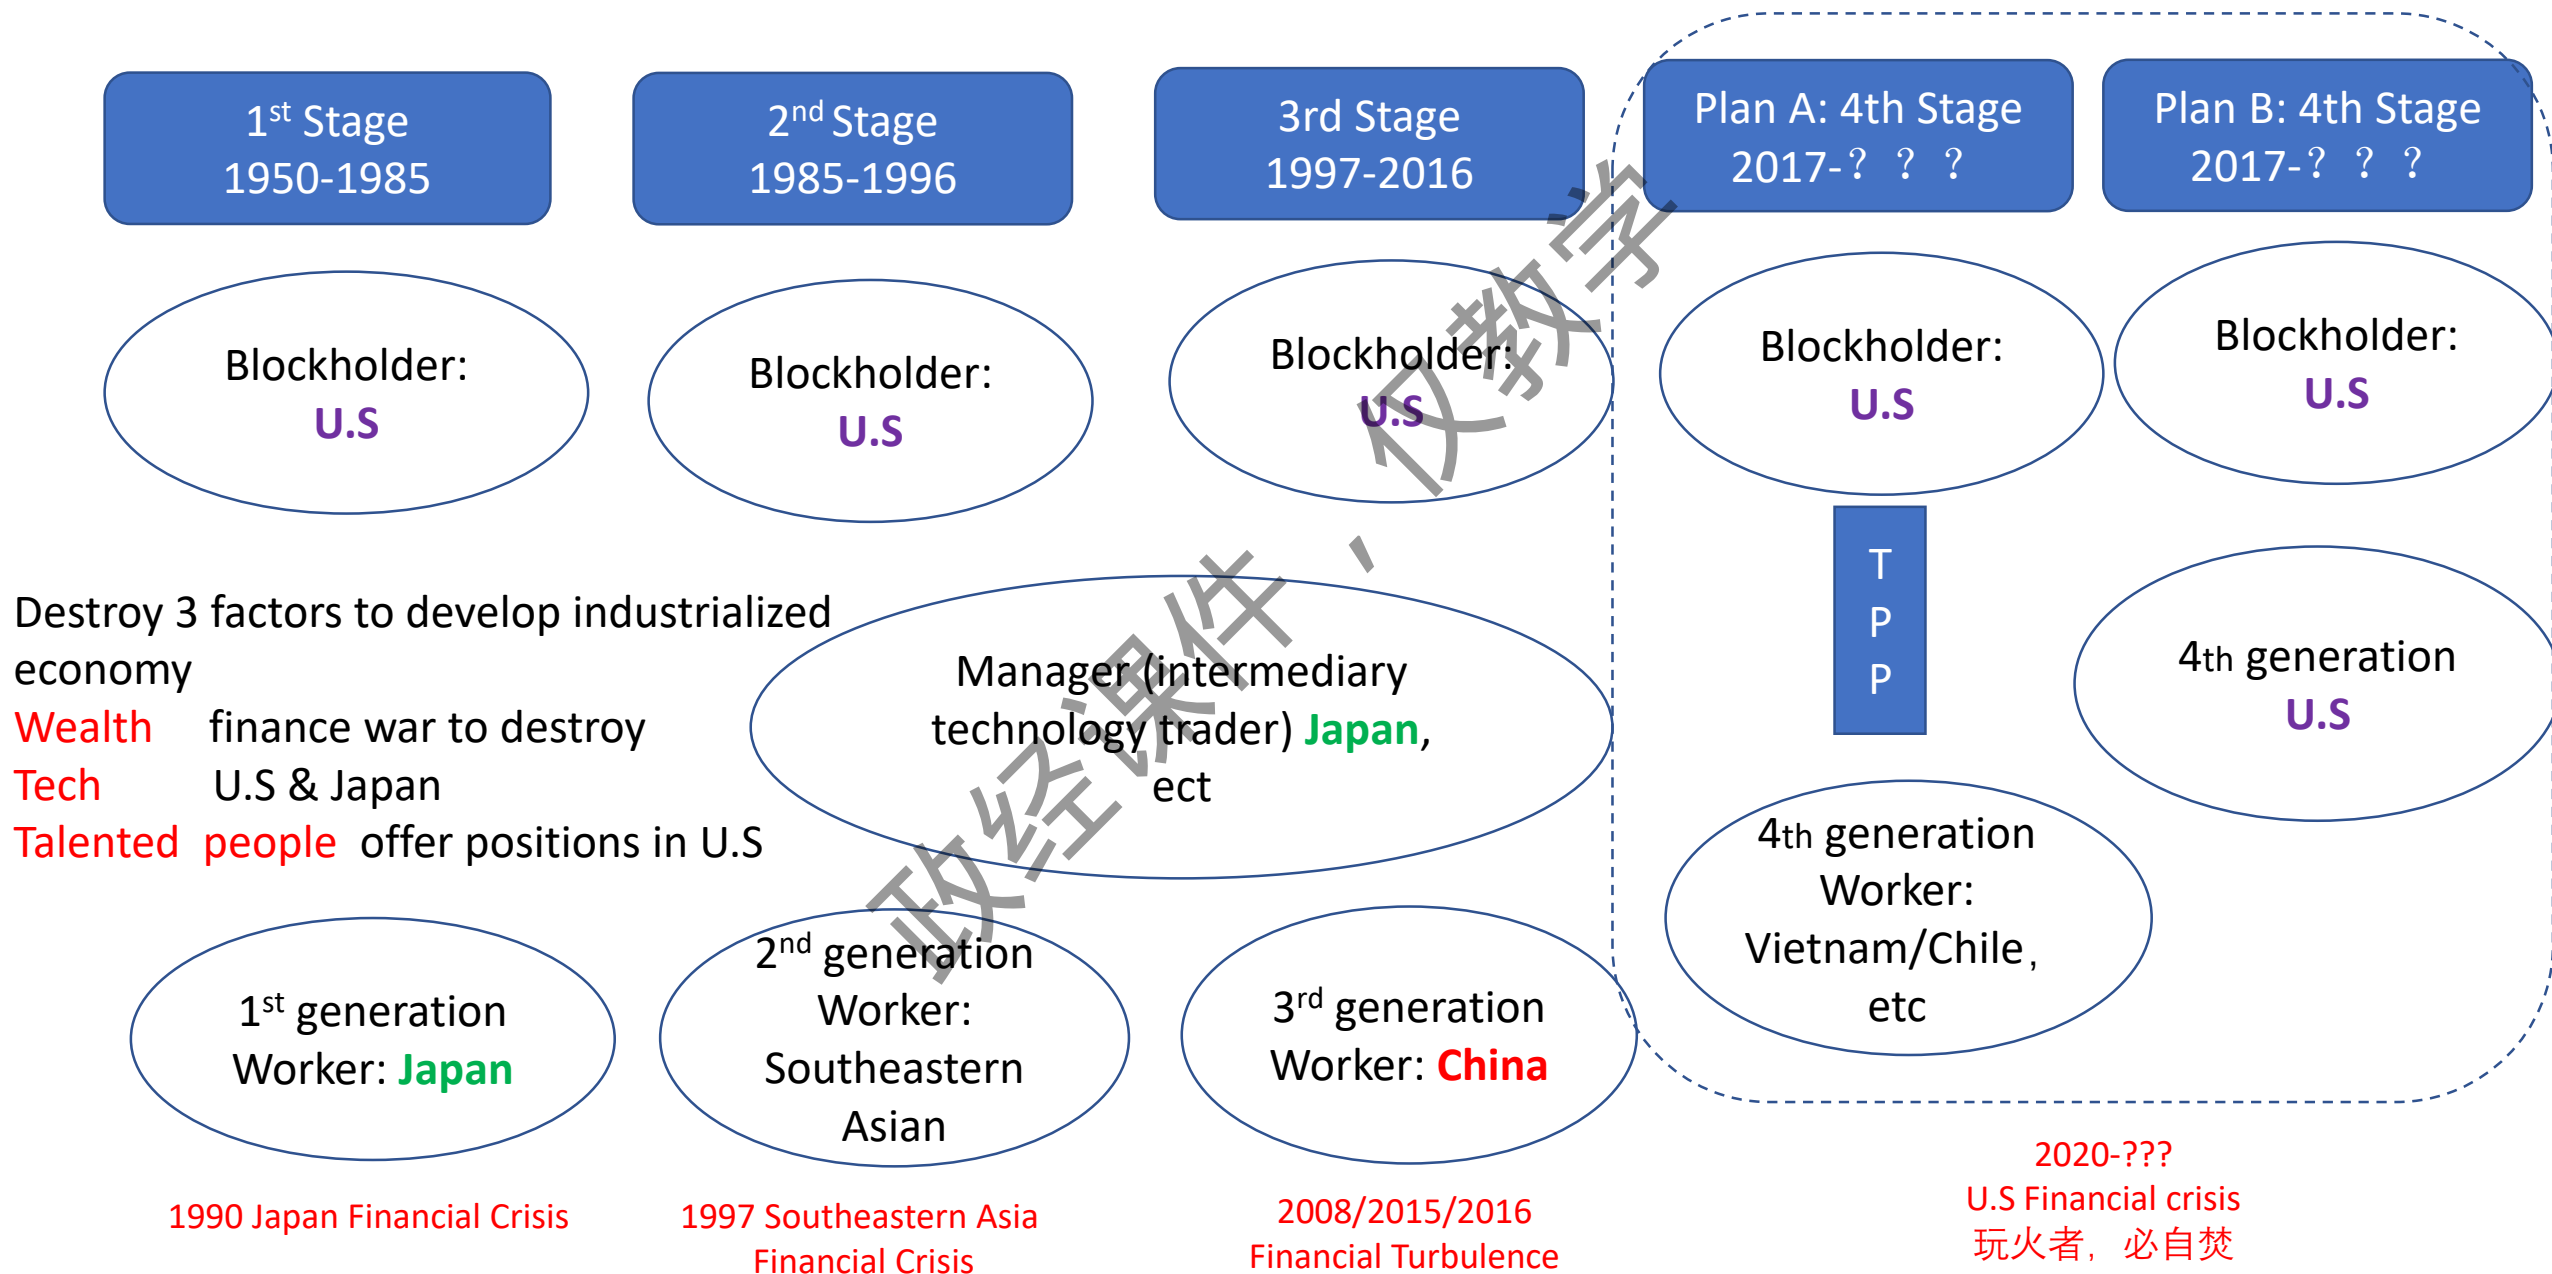 1st Stage
1950-1985
2nd Stage
1985-1996
3rd Stage
1997-2016
Plan A: 4th Stage
2017-？？？
Plan B: 4th Stage
2017-？？？
Blockholder:
U.S
Blockholder:
U.S
Blockholder:
U.S
Blockholder:
U.S
Blockholder:
U.S
Destroy 3 factors to develop industrialized
economy
Wealth finance war to destroy
Tech U.S & Japan
Talented people offer positions in U.S
Manager (intermediary
technology trader) Japan,
ect
T
P
P
4th generation
U.S
1st generation
Worker: Japan
2nd generation
Worker:
Southeastern
Asian
3rd generation
Worker: China
4th generation
Worker:
Vietnam/Chile,
etc
1990 Japan Financial Crisis
1997 Southeastern Asia
Financial Crisis
2008/2015/2016
Financial Turbulence
2020-???
U.S Financial crisis
玩火者，必自焚
政经课件，仅教学